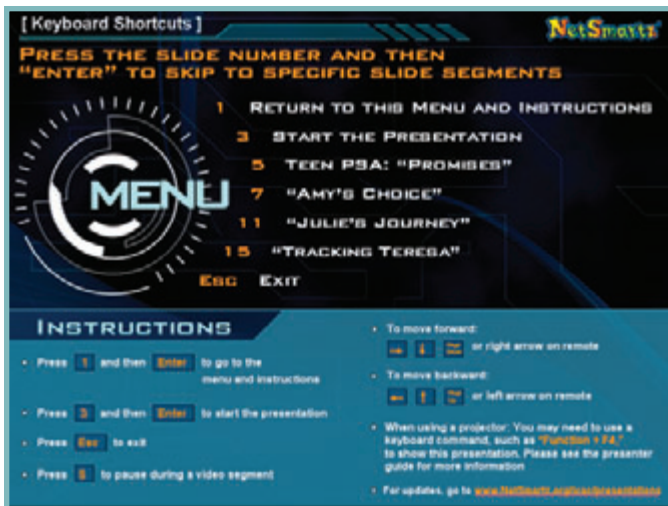 [ Keyboard Shortcuts ]
NetSmartz
PRESS THE SLIDE NUMBER AND THEN
"ENTER" TO SKIP TO SPECIFIC SLIDE SEGMENTS
1 RETURN TO THIS MENU AND INSTRUCTIONS
3 START THE PRESENTATION
5 TEEN PSA: "PROMISES"
MENU
7 "AMY'S CHOICE"
11 "JULIE'S JOURNEY"
15 "TRACKING TERESA"
ESC EXIT
INSTRUCTIONS
• Press 1 and then Enter to go to the
menu and instructions
• Press 3 and then Enter to start the presentation
• Press Esc to exit
• Press to pause during a video segment
• To move forward:
or right arrow on remote
• To move backward:
or left arrow on remote
• When using a projector: You may need to use a
keyboard command, such as "Function + F4,"
to show this presentation. Please see the presenter
guide for more information
• For updates, go to